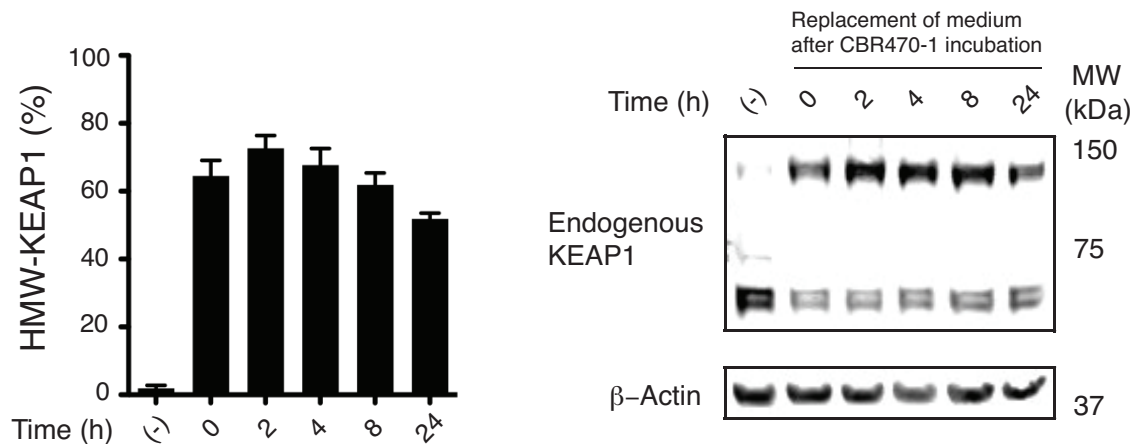 HMW-KEAP1 (%)
100
80
60
40
20
0
Time (h) (-) 0 2 4 8 24
Replacement of medium
after CBR470-1 incubation
Time (h) (-) 0 2 4 8 24
MW
(kDa)
150
Endogenous
KEAP1
75
β–Actin
37